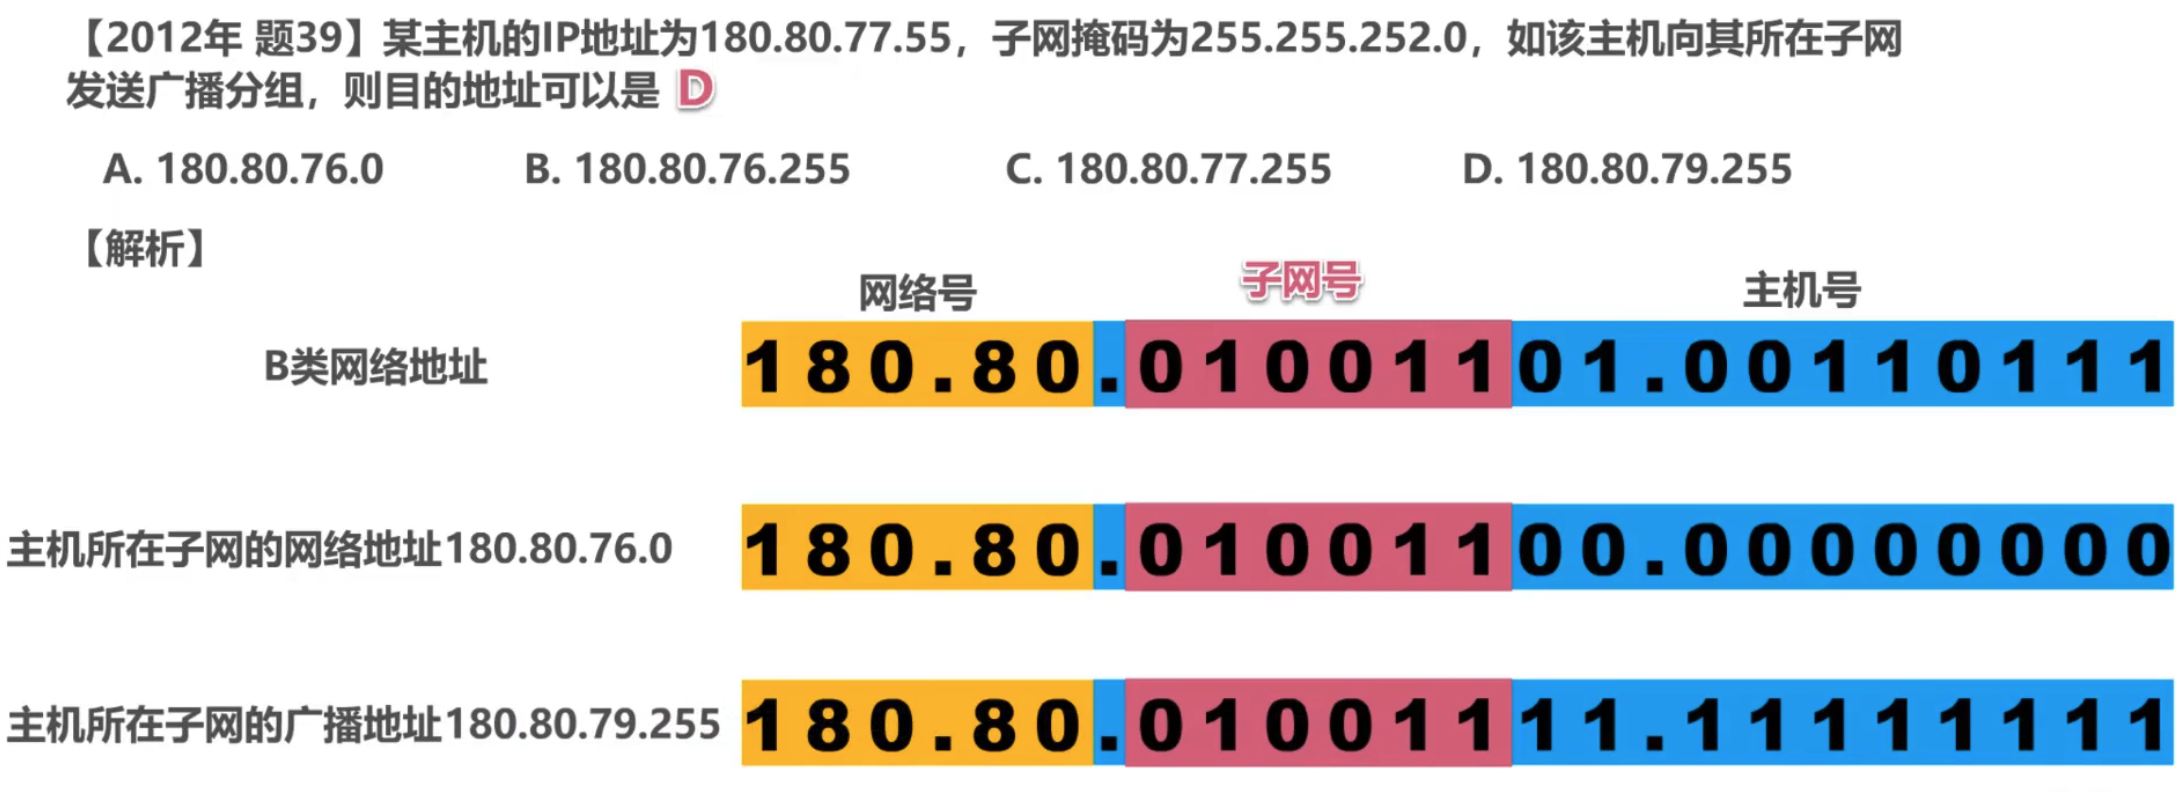 【2012年 题39】某主机的IP地址为180.80.77.55，子网掩码为255.255.252.0，如该主机向其所在子网
发送广播分组，则目的地址可以是 D
A. 180.80.76.0 B. 180.80.76.255 C. 180.80.77.255 D. 180.80.79.255
【解析】
网络号 子网号 主机号
B类网络地址 180.80.01001101.00110111
主机所在子网的网络地址180.80.76.0 180.80.01001100.00000000
主机所在子网的广播地址180.80.79.255 180.80.01001111.11111111